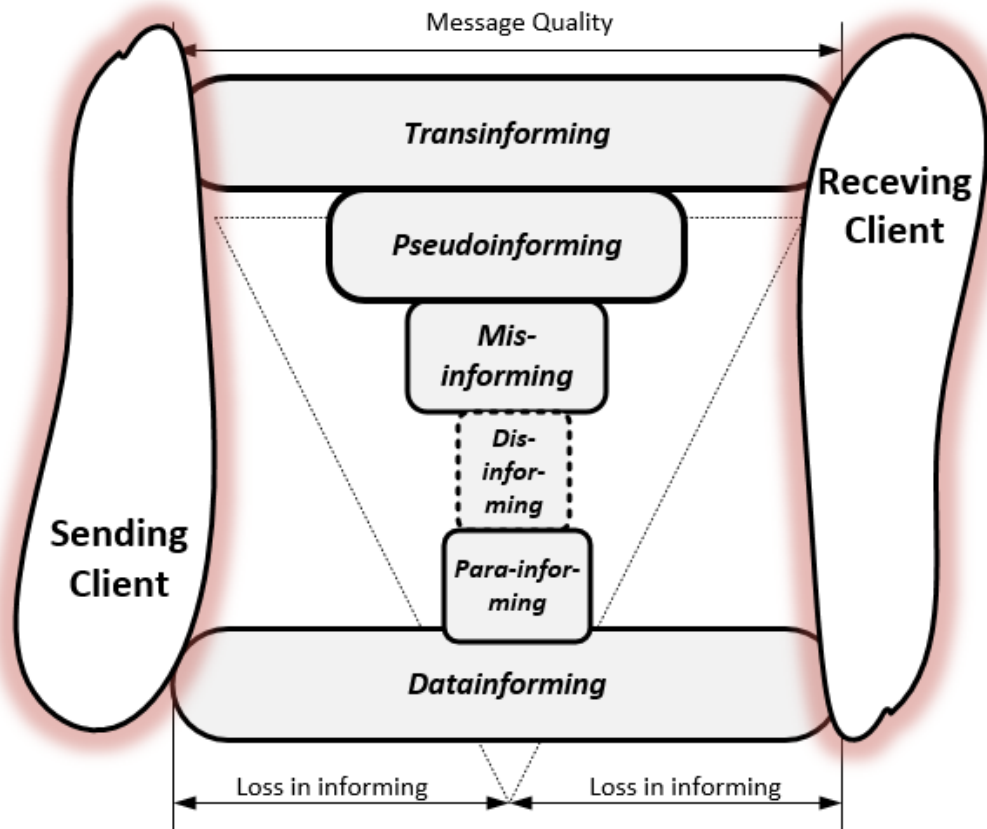 Message Quality
Transinforming
Receving
Client
Pseudoinforming
Mis-
informing
Dis-
infor-
ming
Sending
Client
Para-infor-
ming
Datainforming
Loss in informing
Loss in informing